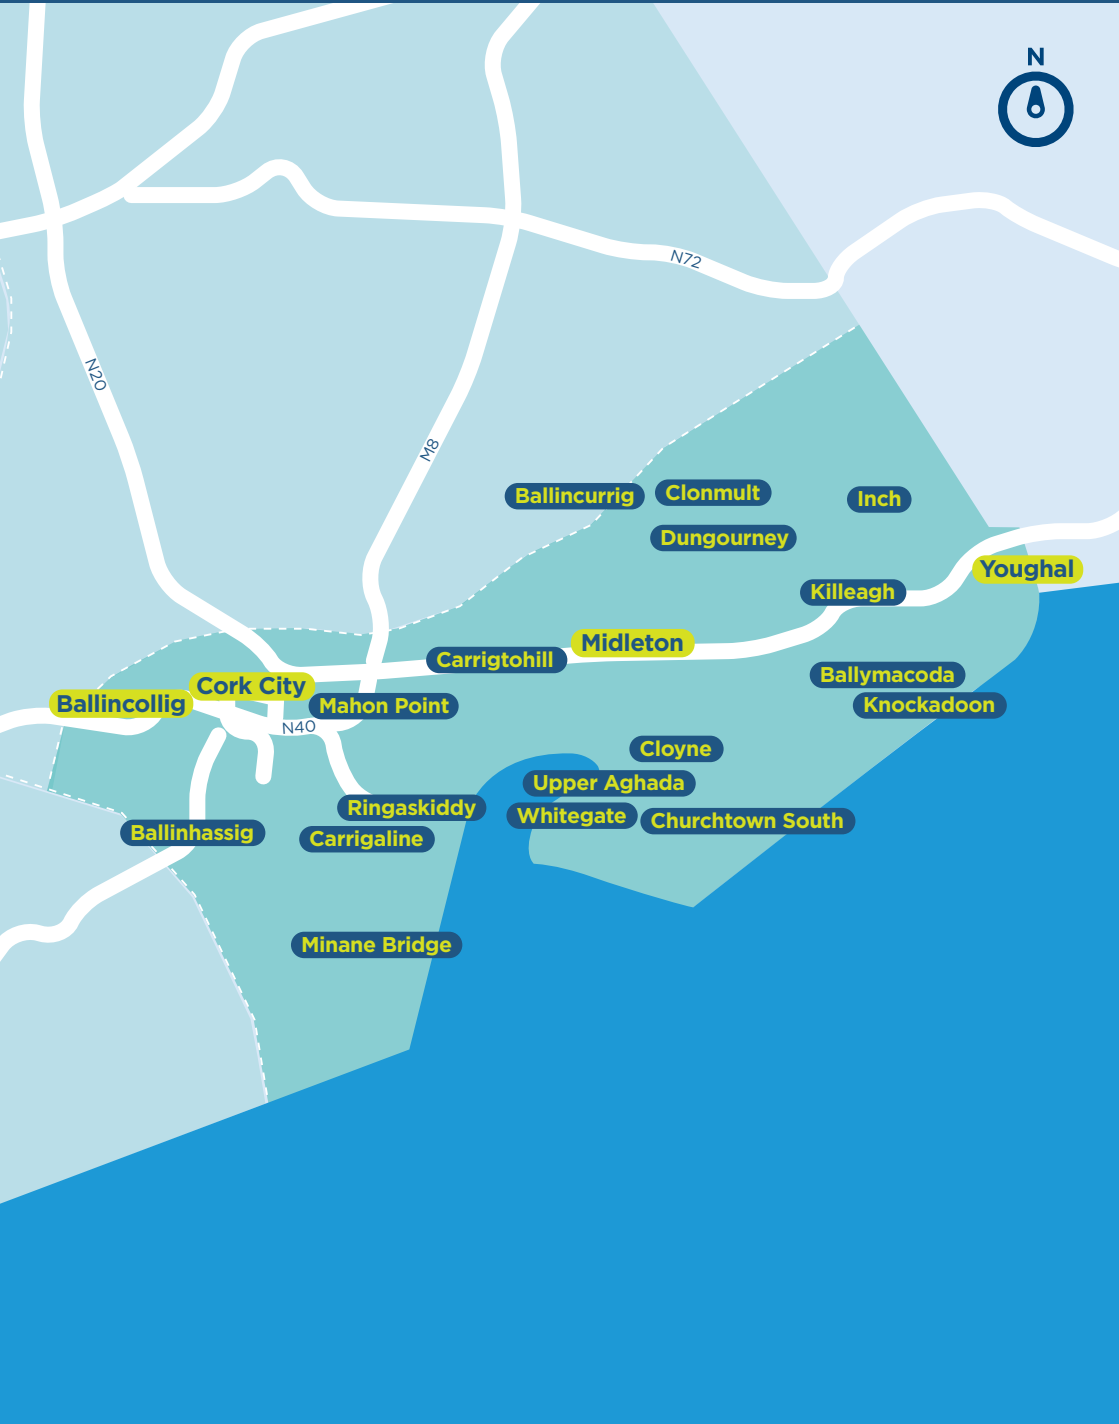 N
N72
N20
M8
Ballincurrig
Clonmult
Inch
Dungourney
Youghal
Killeagh
Midleton
Carrigtohill
Ballymacoda
Cork City
Ballincollig
Mahon Point
Knockadoon
N40
Cloyne
Upper Aghada
Ringaskiddy
Whitegate
Churchtown South
Ballinhassig
Carrigaline
Minane Bridge